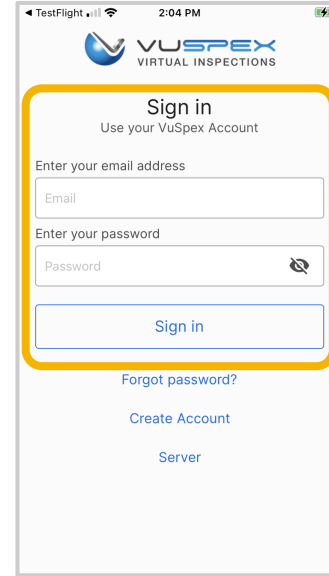 TestFlight 2:04 PM
VUSPEX
VIRTUAL INSPECTIONS
Sign in
Use your VuSpex Account
Enter your email address
Email
Enter your password
Password
Sign in
Forgot password?
Create Account
Server